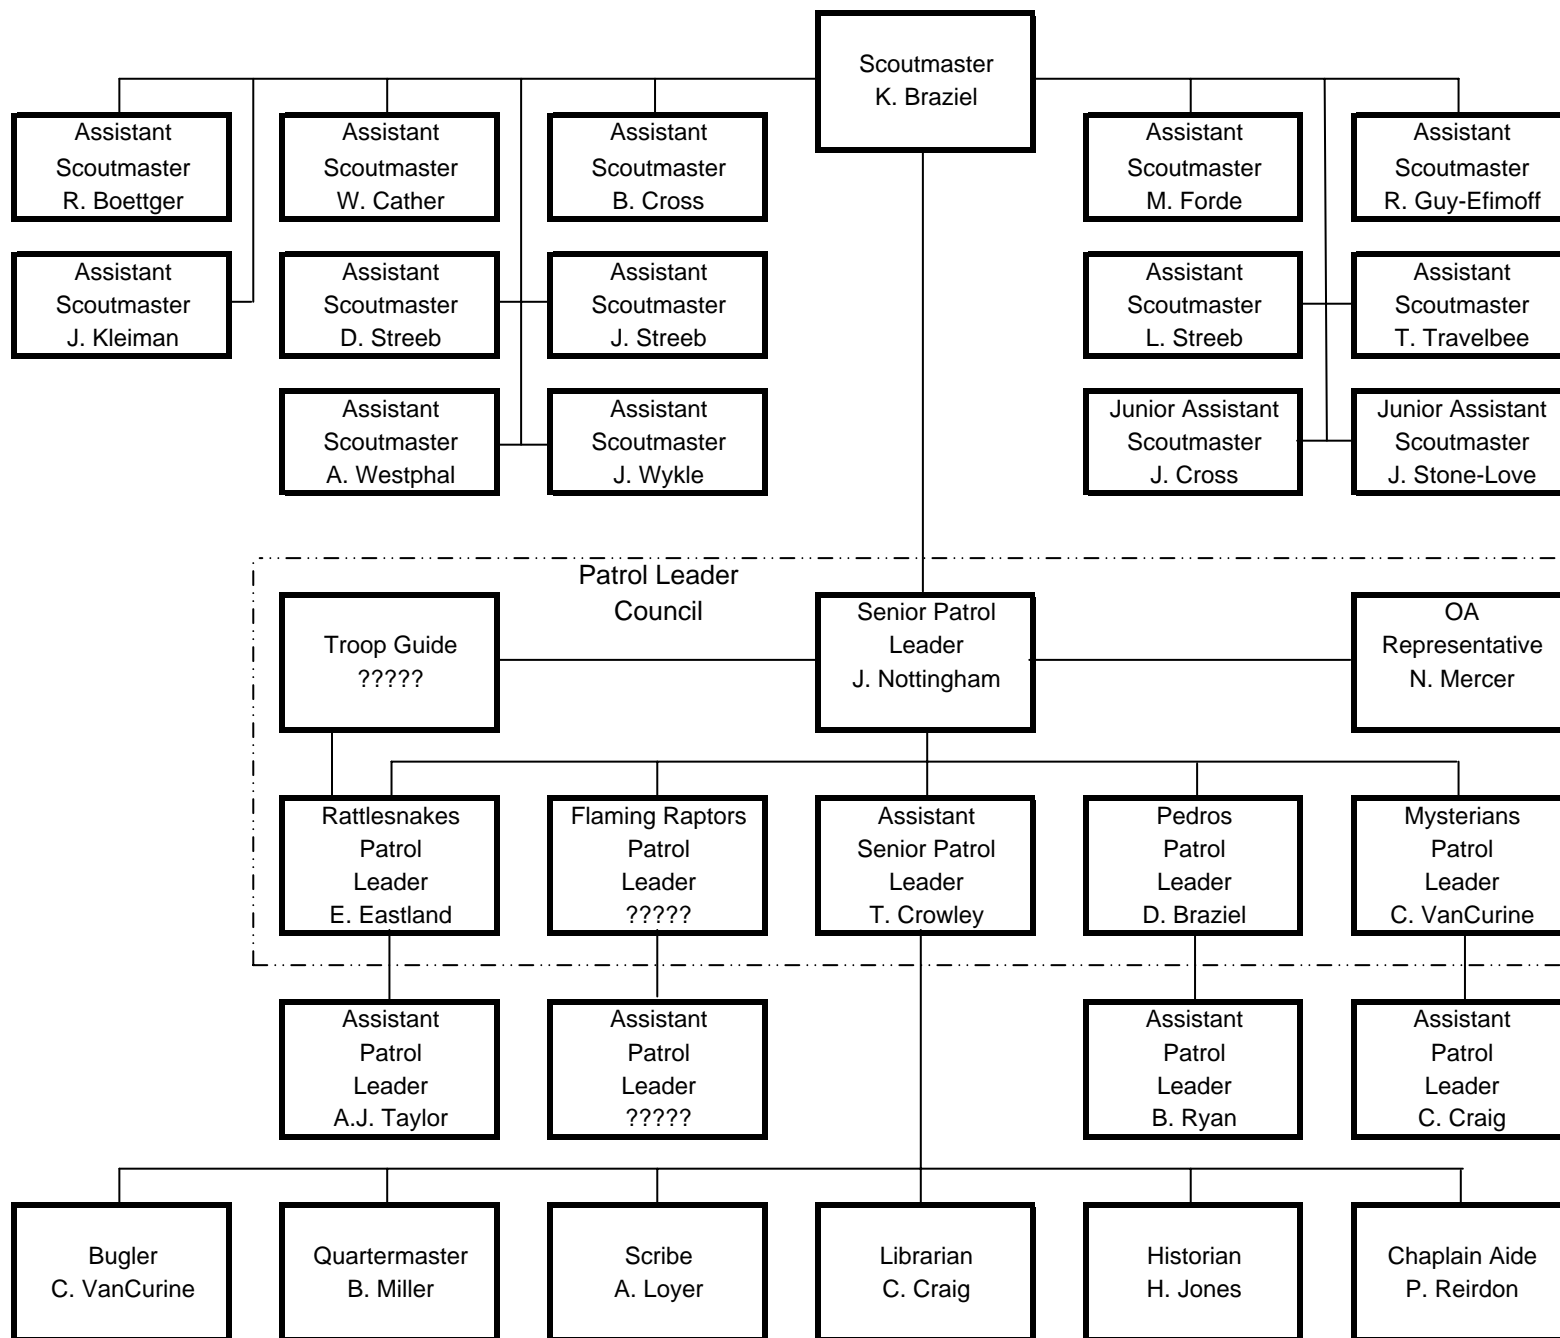 Scoutmaster
K. Braziel
Assistant
Scoutmaster
R. Boettger
Assistant
Scoutmaster
W. Cather
Assistant
Scoutmaster
B. Cross
Assistant
Scoutmaster
M. Forde
Assistant
Scoutmaster
R. Guy-Efimoff
Assistant
Scoutmaster
J. Kleiman
Assistant
Scoutmaster
D. Streeb
Assistant
Scoutmaster
J. Streeb
Assistant
Scoutmaster
L. Streeb
Assistant
Scoutmaster
T. Travelbee
Assistant
Scoutmaster
A. Westphal
Assistant
Scoutmaster
J. Wykle
Junior Assistant
Scoutmaster
J. Cross
Junior Assistant
Scoutmaster
J. Stone-Love
Patrol Leader
Council
Troop Guide
?????
Senior Patrol
Leader
J. Nottingham
OA
Representative
N. Mercer
Rattlesnakes
Patrol
Leader
E. Eastland
Flaming Raptors
Patrol
Leader
?????
Assistant
Senior Patrol
Leader
T. Crowley
Pedros
Patrol
Leader
D. Braziel
Mysterians
Patrol
Leader
C. VanCurine
Assistant
Patrol
Leader
A.J. Taylor
Assistant
Patrol
Leader
?????
Assistant
Patrol
Leader
B. Ryan
Assistant
Patrol
Leader
C. Craig
Bugler
C. VanCurine
Quartermaster
B. Miller
Scribe
A. Loyer
Librarian
C. Craig
Historian
H. Jones
Chaplain Aide
P. Reirdon